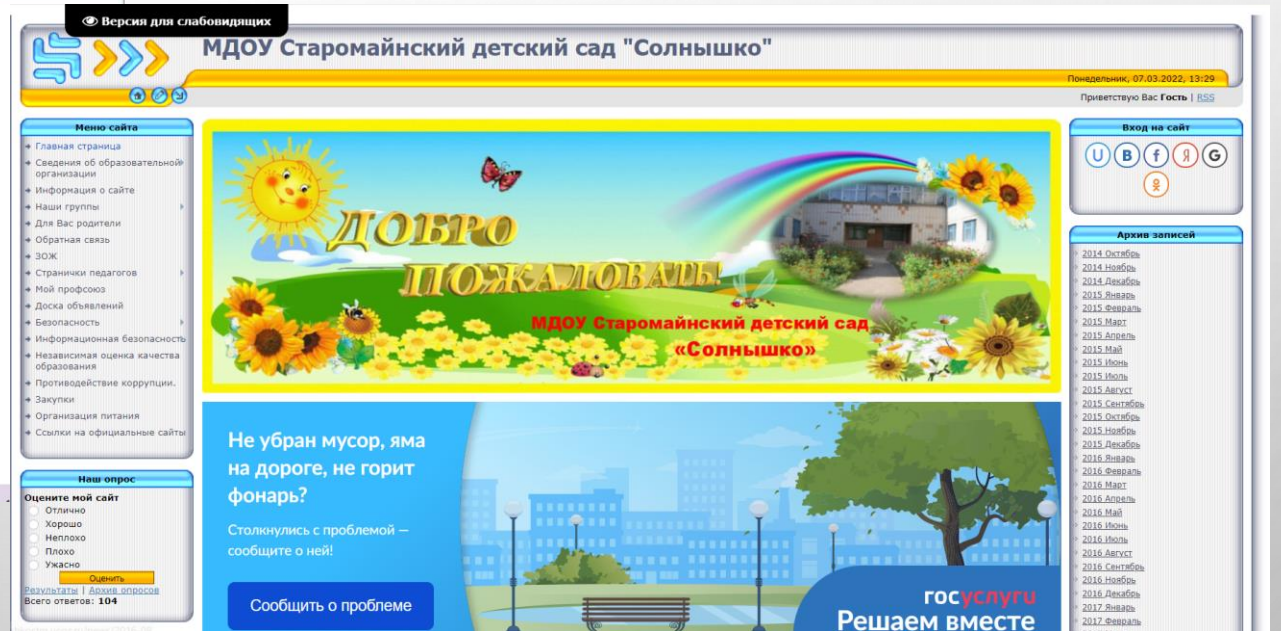 Версия для слабовидящих
МДОУ Старомайнский детский сад "Солнышко"
Понедельник, 07.03.2022, 13:29
Приветствую Вас Гость | RSS
Меню сайта
Главная страница
Сведения об образовательной
организации
Информация о сайте
Наши группы
Для Вас родители
Обратная связь
ЗОЖ
Странички педагогов
Мой профсоюз
Доска объявлений
Безопасность
Информационная безопасность
Независимая оценка качества
образования
Противодействие коррупции.
Закупки
Организация питания
Ссылки на официальные сайты
Наш опрос
Оцените мой сайт
Отлично
Хорошо
Неплохо
Плохо
Ужасно
Оценить
Результаты | Архив опросов
Всего ответов: 104
ДОБРО
ПОЖАЛОВАТЬ!
МДОУ Старомайнский детский сад
«Солнышко»
Не убран мусор, яма
на дороге, не горит
фонарь?
Столкнулись с проблемой —
сообщите о ней!
Сообщить о проблеме
госуслуги
Решаем вместе
Вход на сайт
U В f Я G
Архив записей
2014 Октябрь
2014 Ноябрь
2014 Декабрь
2015 Январь
2015 Февраль
2015 Март
2015 Апрель
2015 Май
2015 Июнь
2015 Июль
2015 Август
2015 Сентябрь
2015 Октябрь
2015 Ноябрь
2015 Декабрь
2016 Январь
2016 Февраль
2016 Март
2016 Апрель
2016 Май
2016 Июнь
2016 Июль
2016 Август
2016 Сентябрь
2016 Ноябрь
2016 Декабрь
2017 Январь
2017 Февраль